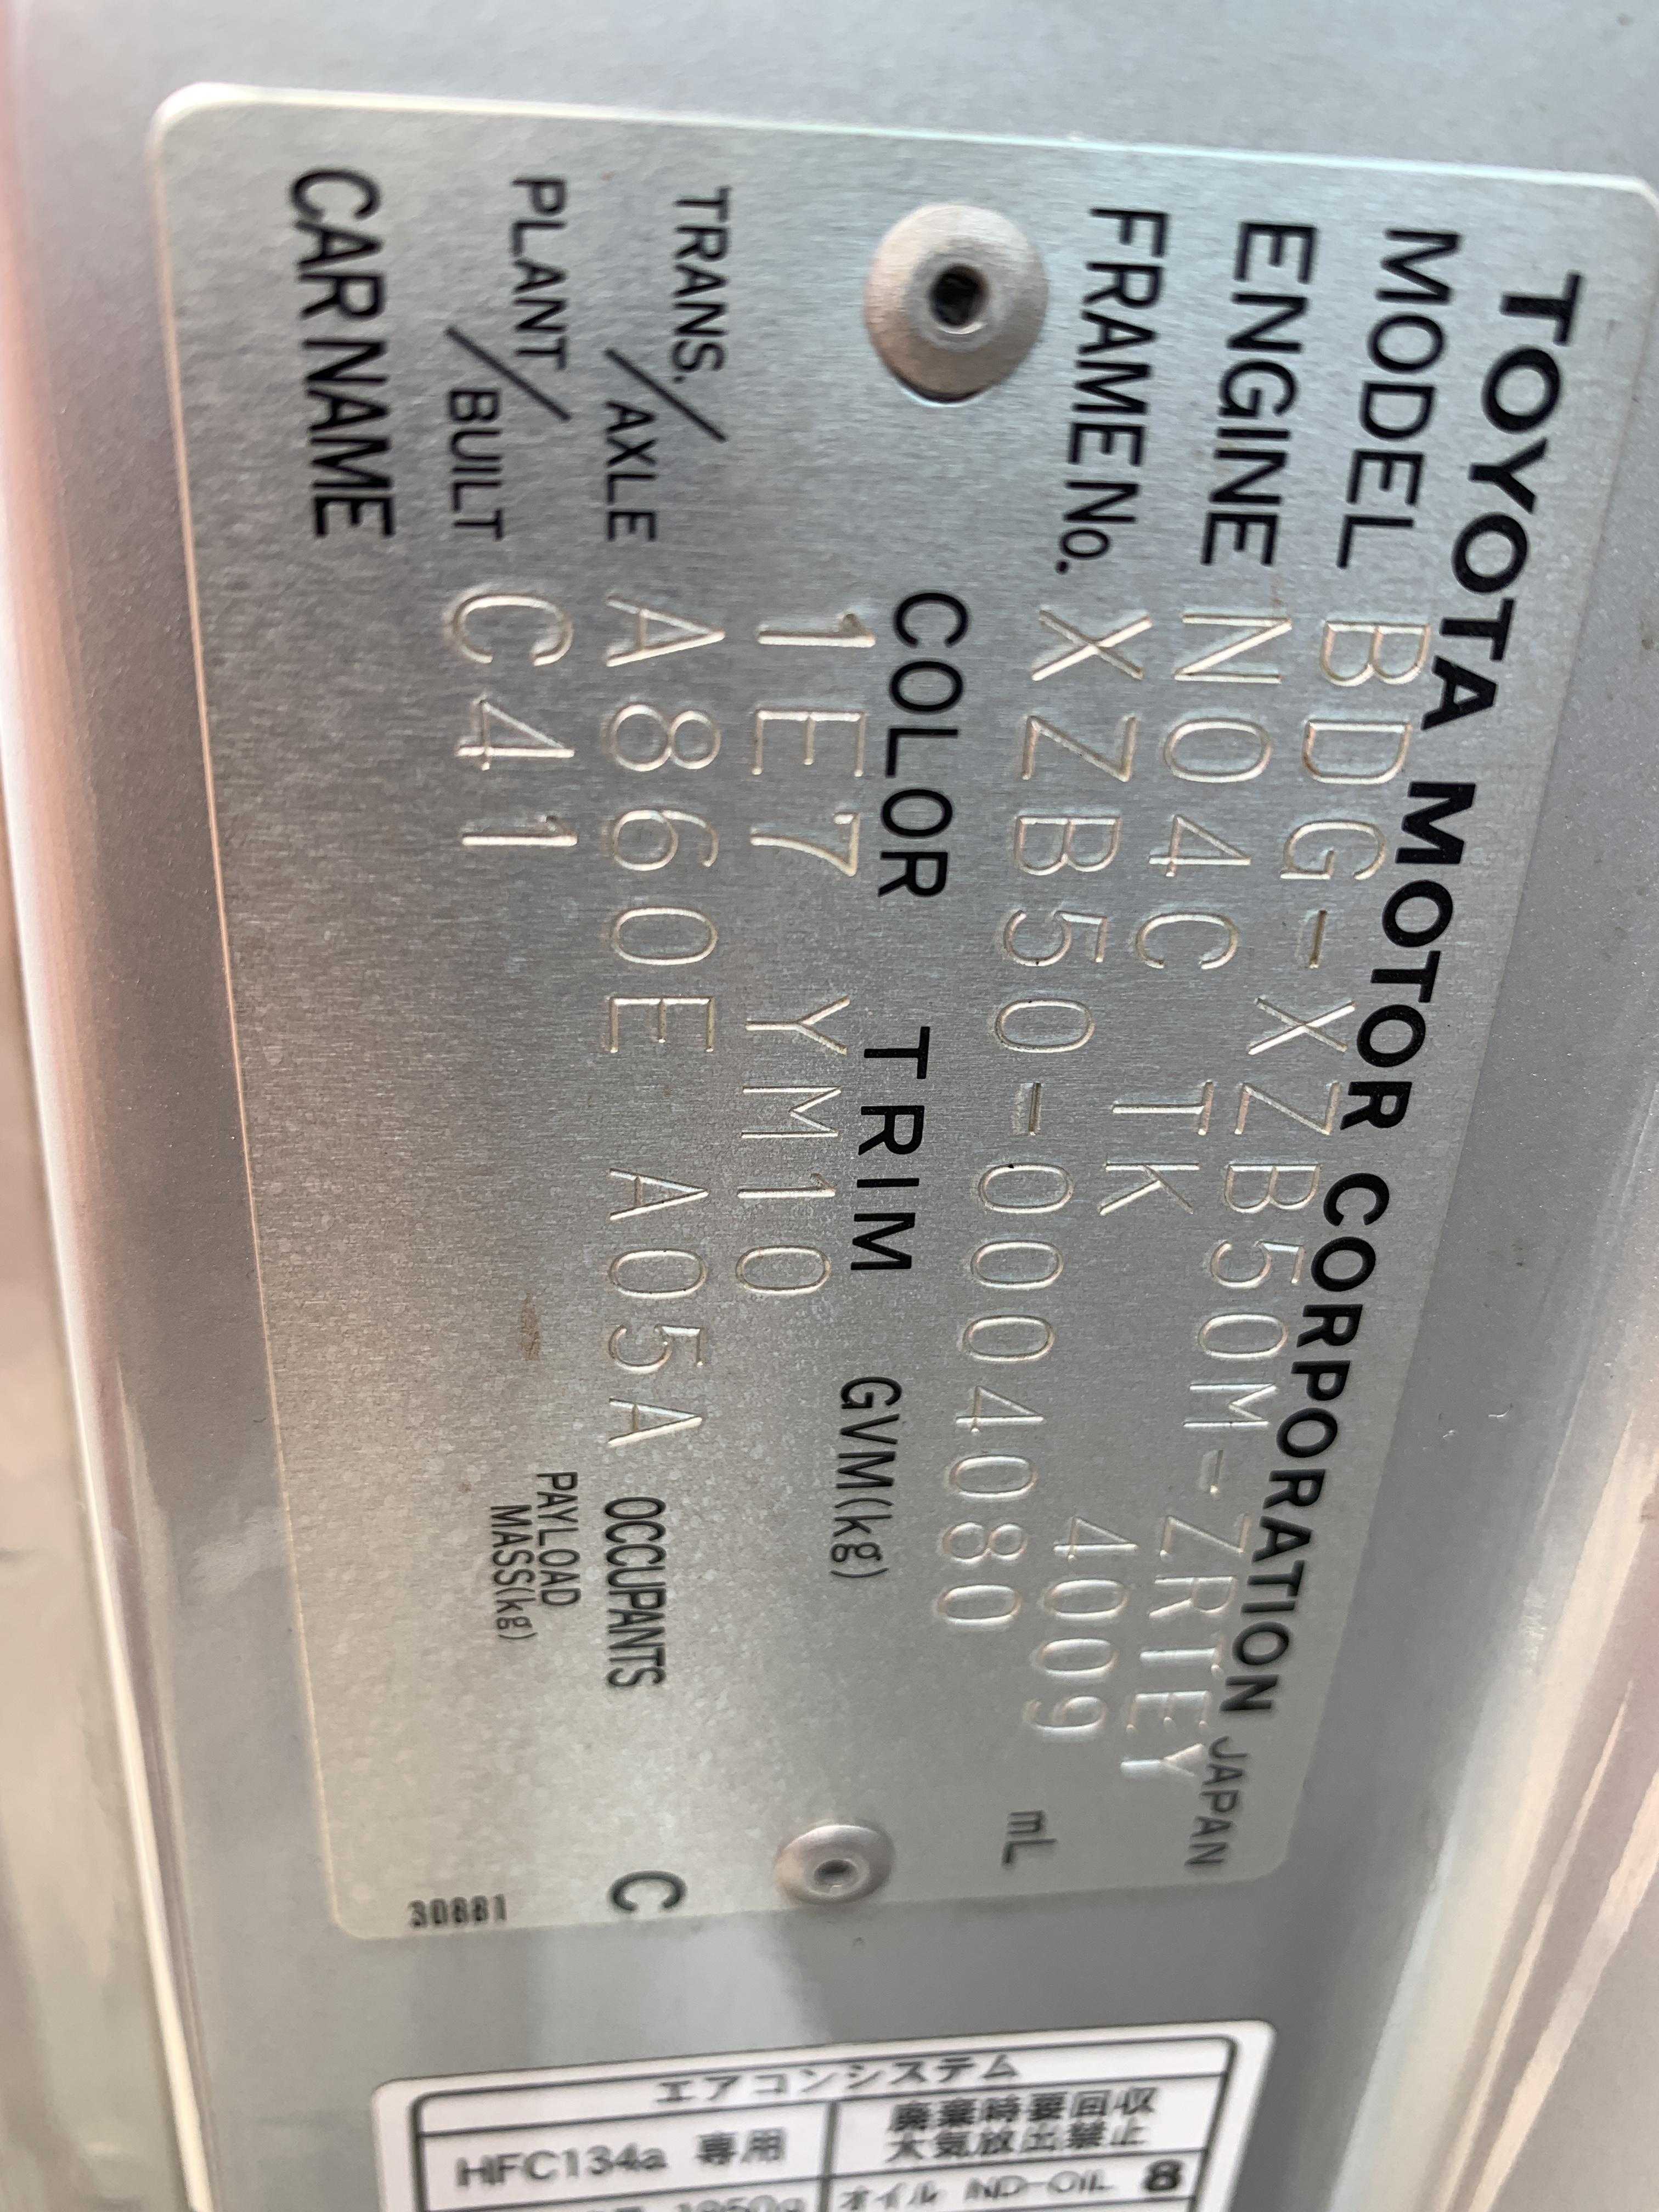 TOYOTA MOTOR CORPORATION JAPAN
MODEL BDG-XZB50M-ZRTEY
ENGINE N04C TK 4009 mL
FRAME No. XZB50-0004080
COLOR TRIM GVM(kg)
1E7 YM10
TRANS./AXLE A860E A05A OCCUPANTS C
PLANT/BUILT C41 PAYLOAD MASS(kg)
CAR NAME
30881
エアコンシステム
HFC134a 専用
廃棄時要回収
大気放出禁止
オイル ND-OIL 8